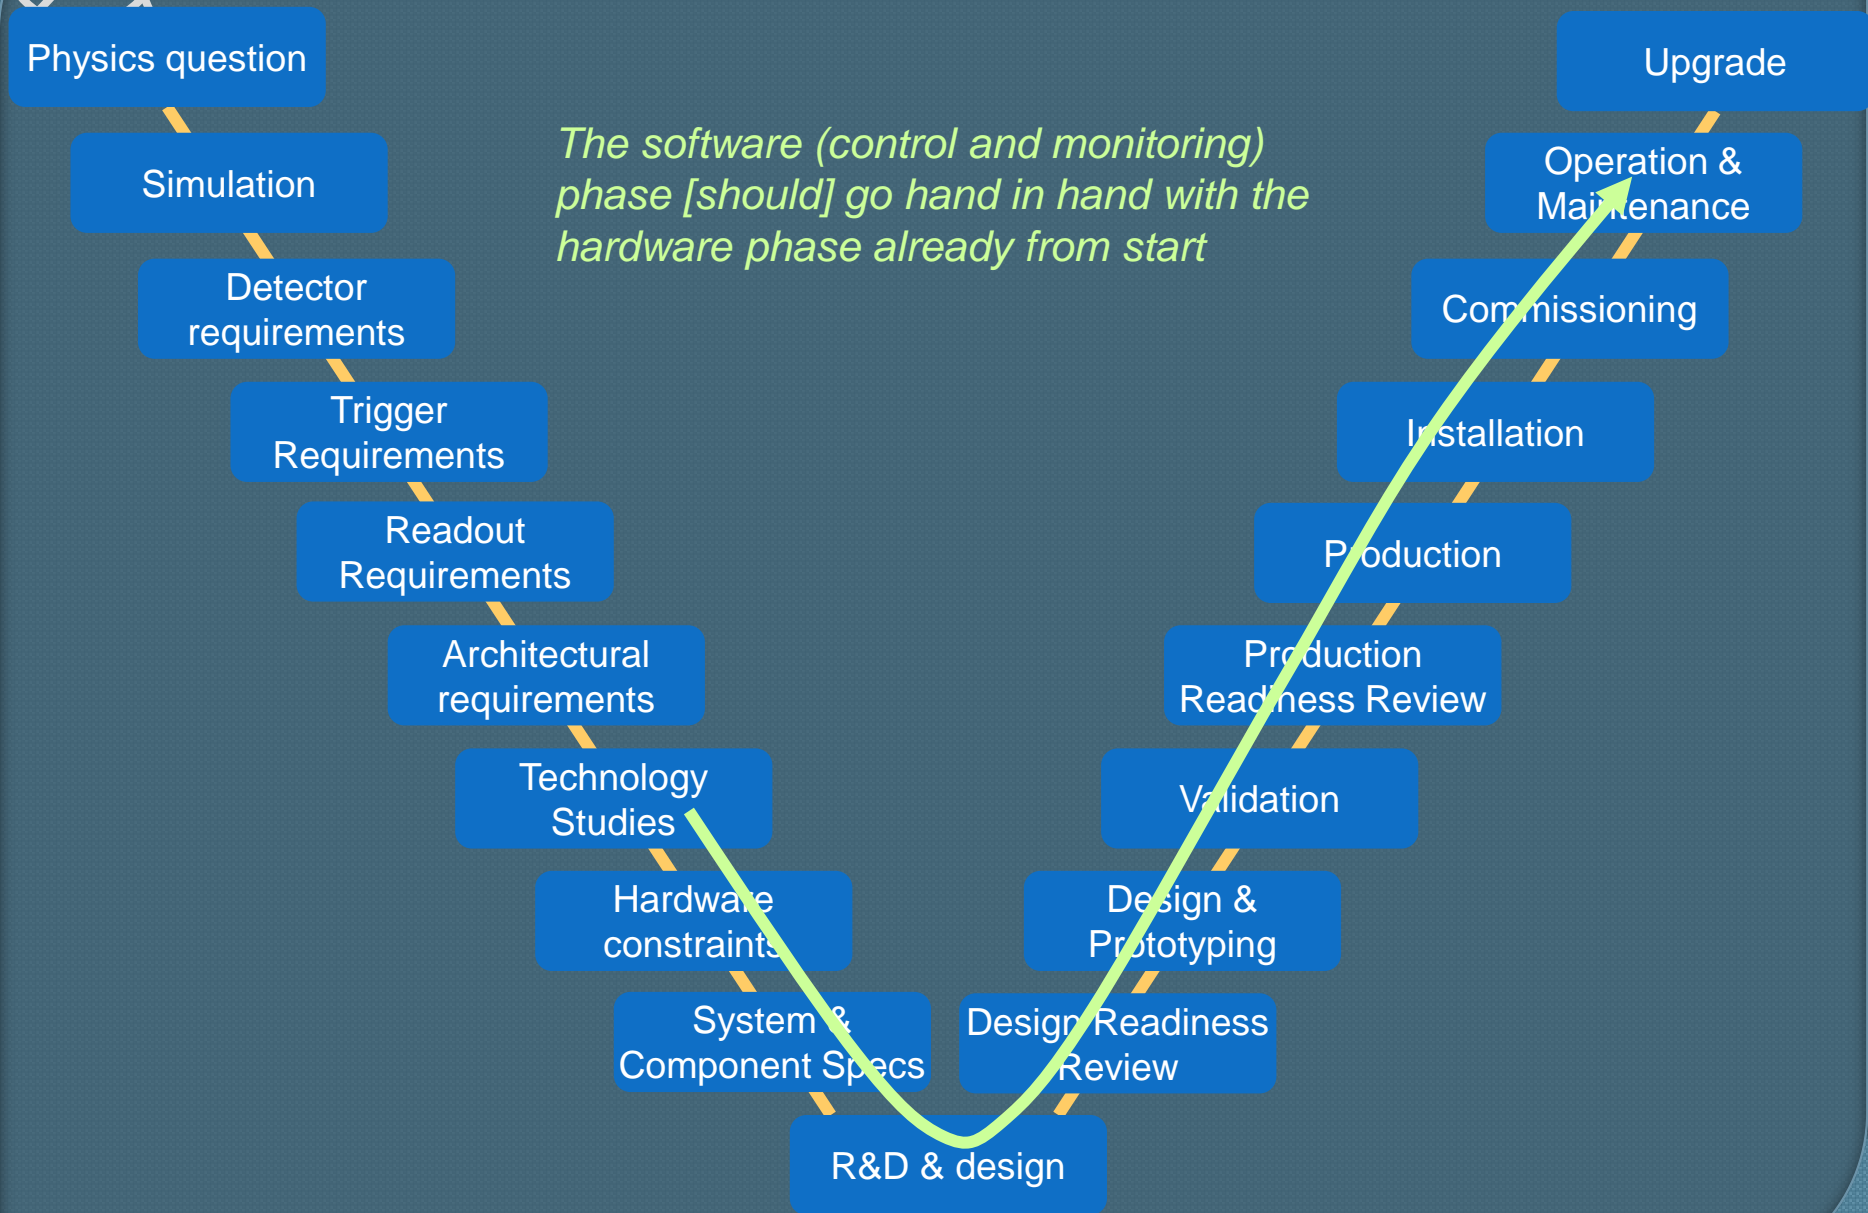 Physics question
Simulation
Detector
requirements
Trigger
Requirements
Readout
Requirements
Architectural
requirements
Technology
Studies
Hardware
constraints
System &
Component Specs
R&D & design
The software (control and monitoring)
phase [should] go hand in hand with the
hardware phase already from start
Upgrade
Operation &
Maintenance
Commissioning
Installation
Production
Production
Readiness Review
Validation
Design &
Prototyping
Design Readiness
Review